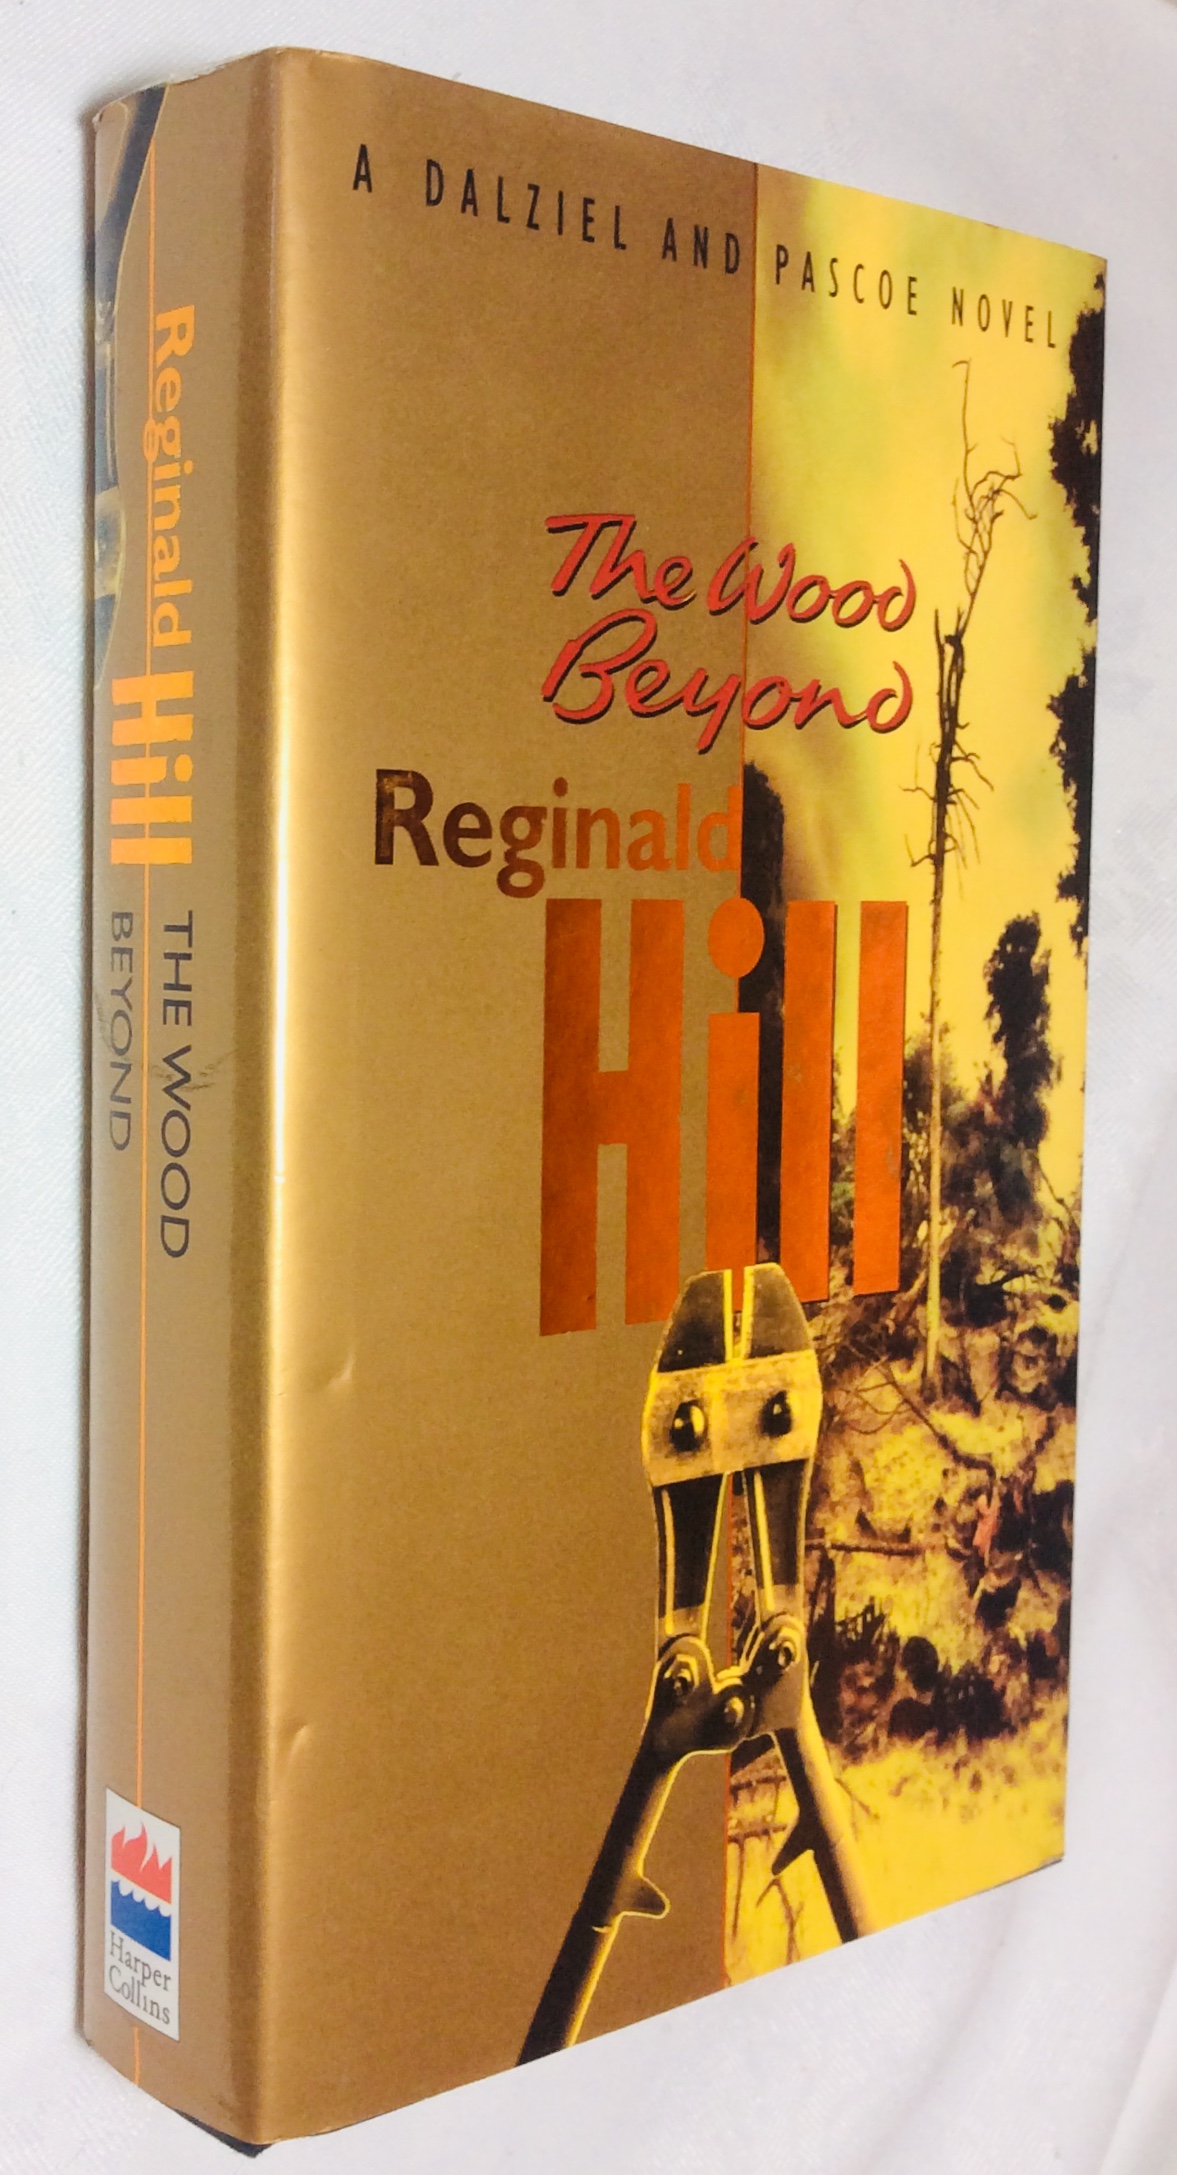 A DALZIEL AND PASCOE NOVEL
The Wood
Beyond
Reginald
Hill
Reginald Hill THE WOOD
BEYOND
Harper
Collins